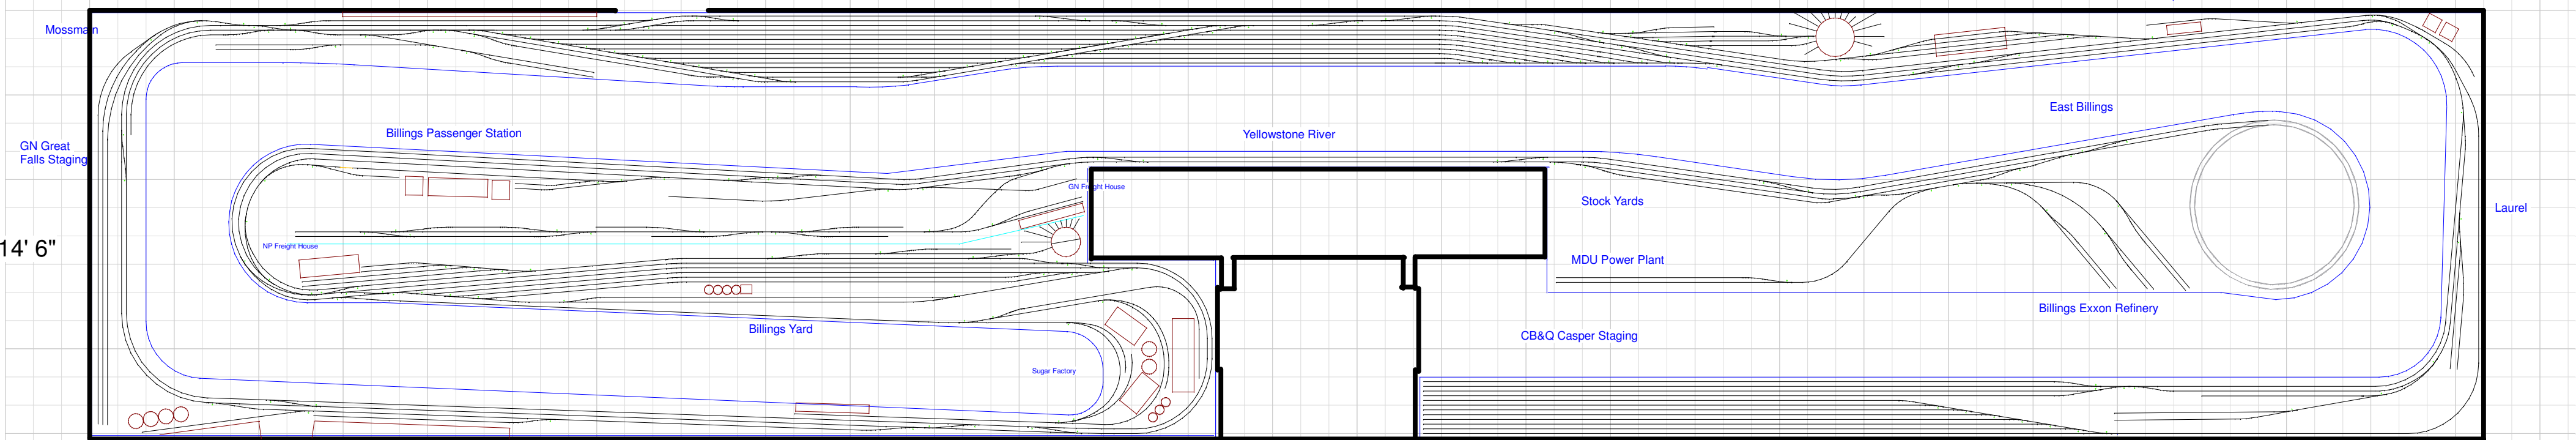 Mossmain
East Billings
Billings Passenger Station
Yellowstone River
GN Great
Falls Staging
GN Freight House
Stock Yards
Laurel
14' 6"
NP Freight House
MDU Power Plant
Billings Exxon Refinery
Billings Yard
CB&Q Casper Staging
Sugar Factory